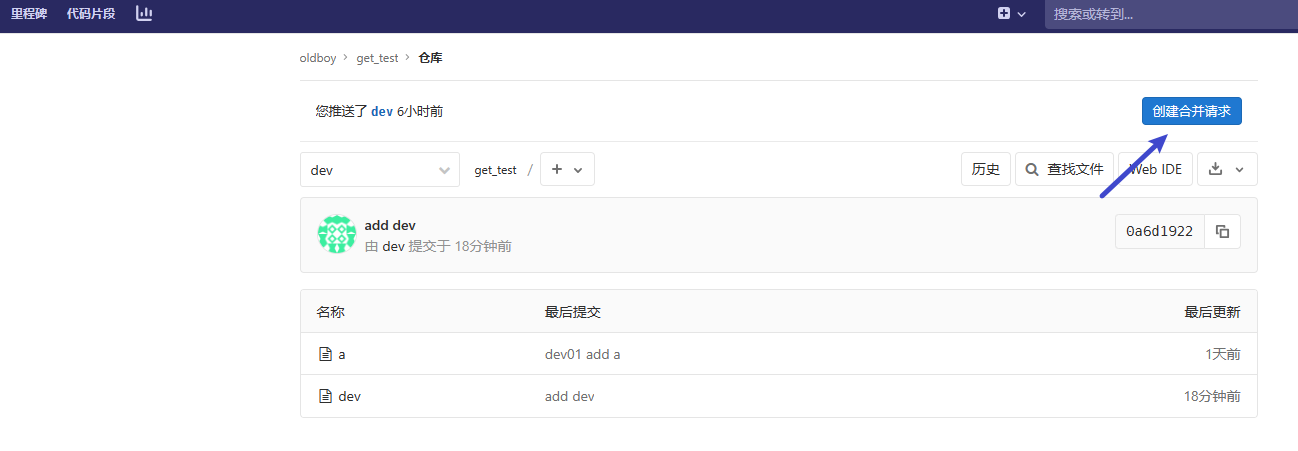 里程碑 代码片段 搜索或转到...
oldboy > get_test > 仓库
您推送了 dev 6小时前 创建合并请求
dev get_test / + 历史 查找文件 Web IDE
add dev
由 dev 提交于 18分钟前 0a6d1922
名称 最后提交 最后更新
a dev01 add a 1天前
dev add dev 18分钟前